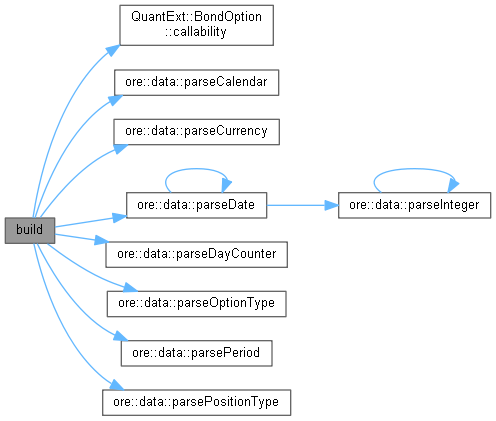 QuantExt::BondOption
::callability
ore::data::parseCalendar
ore::data::parseCurrency
ore::data::parseDate
ore::data::parseInteger
build
ore::data::parseDayCounter
ore::data::parseOptionType
ore::data::parsePeriod
ore::data::parsePositionType